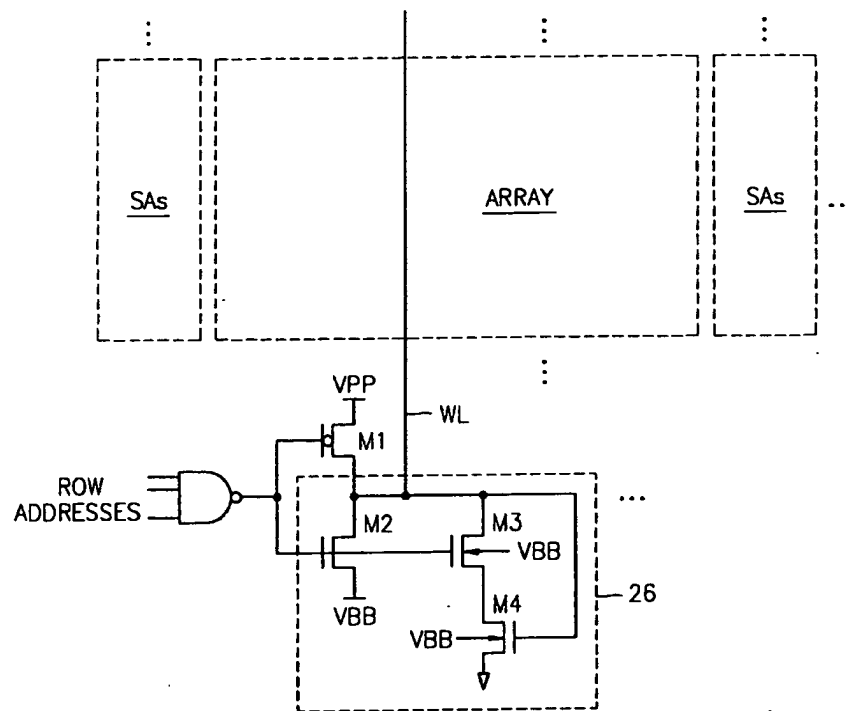 SAs
ARRAY
SAs
VPP
WL
M1
ROW
ADDRESSES
M2
M3
VBB
VBB
M4
VBB
26